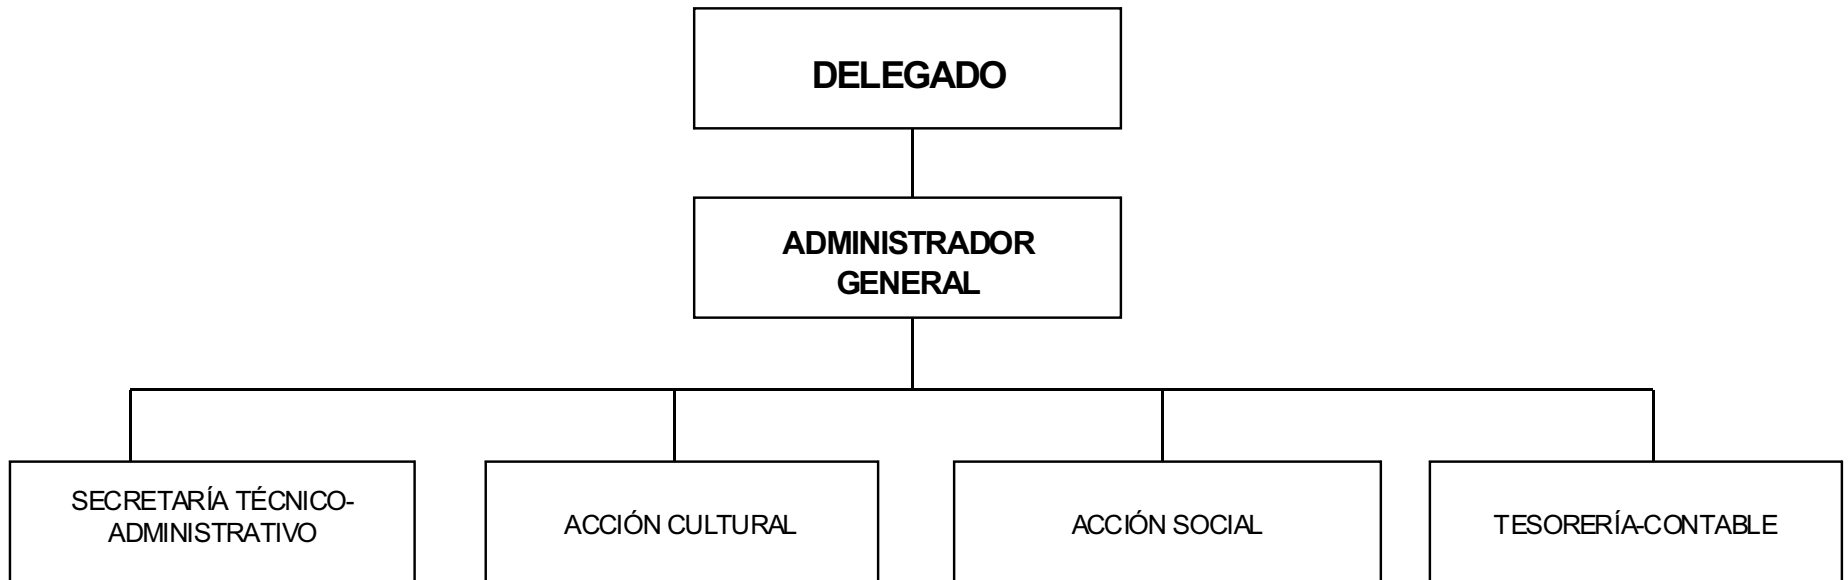 DELEGADO
ADMINISTRADOR
GENERAL
SECRETARÍA TÉCNICO-
ADMINISTRATIVO
ACCIÓN CULTURAL
ACCIÓN SOCIAL
TESORERÍA-CONTABLE